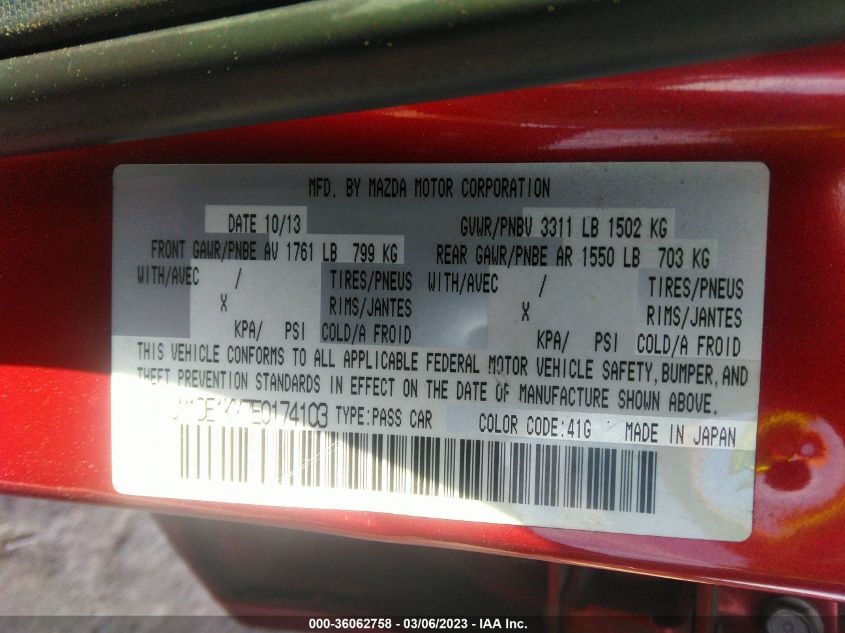 MFD. BY MAZDA MOTOR CORPORATION
DATE 10/13 GVWR/PNBV 3311 LB 1502 KG
FRONT GAWR/PNBE AV 1761 LB 799 KG REAR GAWR/PNBE AR 1550 LB 703 KG
WITH/AVEC / TIRES/PNEUS WITH/AVEC / TIRES/PNEUS
X RIMS/JANTES X RIMS/JANTES
KPA/ PSI COLD/A FROID KPA/ PSI COLD/A FROID
THIS VEHICLE CONFORMS TO ALL APPLICABLE FEDERAL MOTOR VEHICLE SAFETY, BUMPER, AND
THEFT PREVENTION STANDARDS IN EFFECT ON THE DATE OF MANUFACTURE SHOWN ABOVE.
TYPE:PASS CAR COLOR CODE:41G MADE IN JAPAN
000-36062758 - 03/06/2023 - IAA Inc.